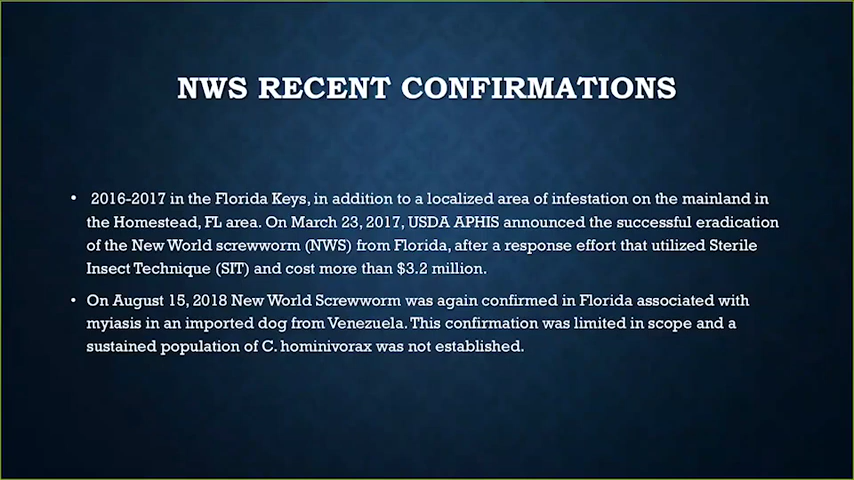 NWS RECENT CONFIRMATIONS
• 2016-2017 in the Florida Keys, in addition to a localized area of infestation on the mainland in
the Homestead, FL area. On March 23, 2017, USDA APHIS announced the successful eradication
of the New World screwworm (NWS) from Florida, after a response effort that utilized Sterile
Insect Technique (SIT) and cost more than $3.2 million.
• On August 15, 2018 New World Screwworm was again confirmed in Florida associated with
myiasis in an imported dog from Venezuela. This confirmation was limited in scope and a
sustained population of C. hominivorax was not established.